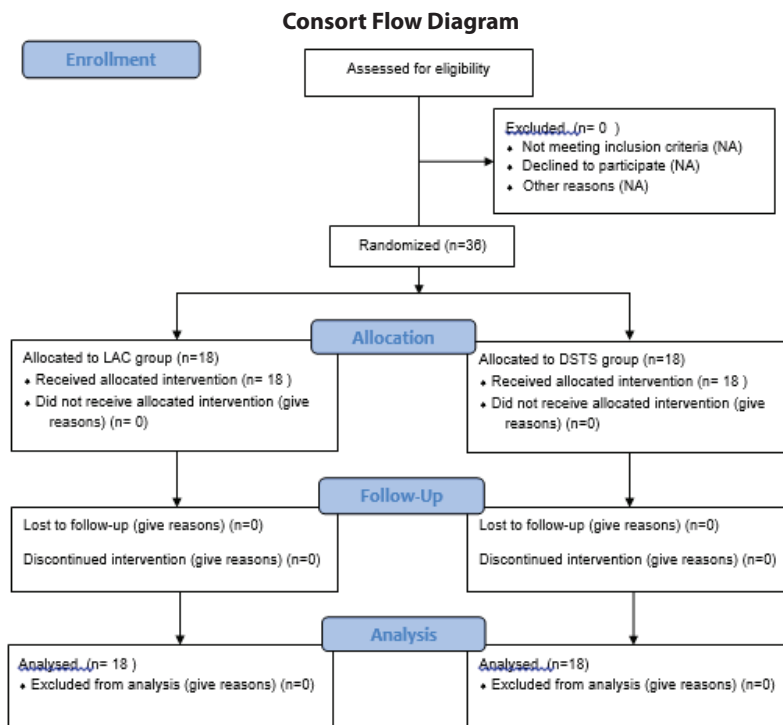 Consort Flow Diagram
Enrollment
Assessed for eligibility
Excluded (n= 0 )
⬥ Not meeting inclusion criteria (NA)
⬥ Declined to participate (NA)
⬥ Other reasons (NA)
Randomized (n=36)
Allocation
Allocated to LAC group (n=18)
⬥ Received allocated intervention (n= 18 )
⬥ Did not receive allocated intervention (give
reasons) (n= 0)
Allocated to DSTS group (n=18)
⬥ Received allocated intervention (n= 18 )
⬥ Did not receive allocated intervention (give
reasons) (n=0)
Follow-Up
Lost to follow-up (give reasons) (n=0)
Discontinued intervention (give reasons) (n=0)
Lost to follow-up (give reasons) (n=0)
Discontinued intervention (give reasons) (n=0)
Analysis
Analysed (n= 18 )
⬥ Excluded from analysis (give reasons) (n=0)
Analysed (n=18)
⬥ Excluded from analysis (give reasons) (n=0)